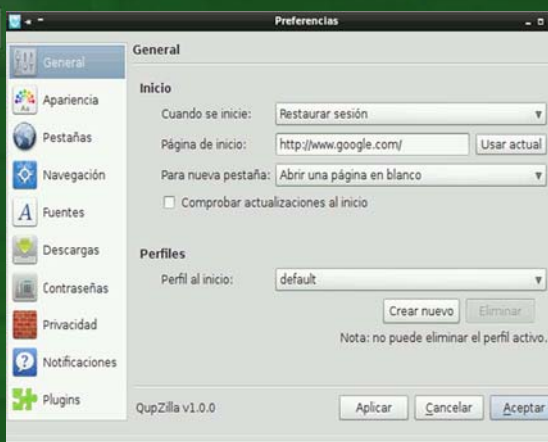 Preferencias
General
Apariencia
Pestañas
Navegación
Fuentes
Descargas
Contraseñas
Privacidad
Notificaciones
Plugins
General
Inicio
Cuando se inicie: Restaurar sesión
Página de inicio: http://www.google.com/ Usar actual
Para nueva pestaña: Abrir una página en blanco
Comprobar actualizaciones al inicio
Perfiles
Perfil al inicio: default
Crear nuevo Eliminar
Nota: no puede eliminar el perfil activo.
QupZilla v1.0.0 Aplicar Cancelar Aceptar